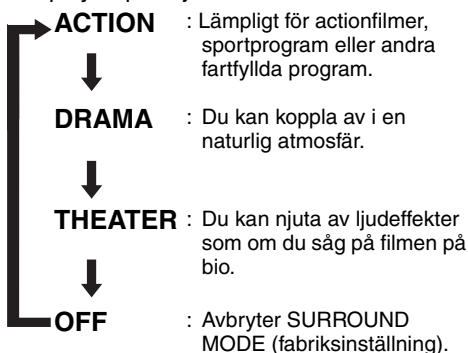 ACTION : Lämpligt för actionfilmer,
sportprogram eller andra
fartfyllda program.
DRAMA : Du kan koppla av i en
naturlig atmosfär.
THEATER : Du kan njuta av ljudeffekter
som om du såg på filmen på
bio.
OFF : Avbryter SURROUND
MODE (fabriksinställning).